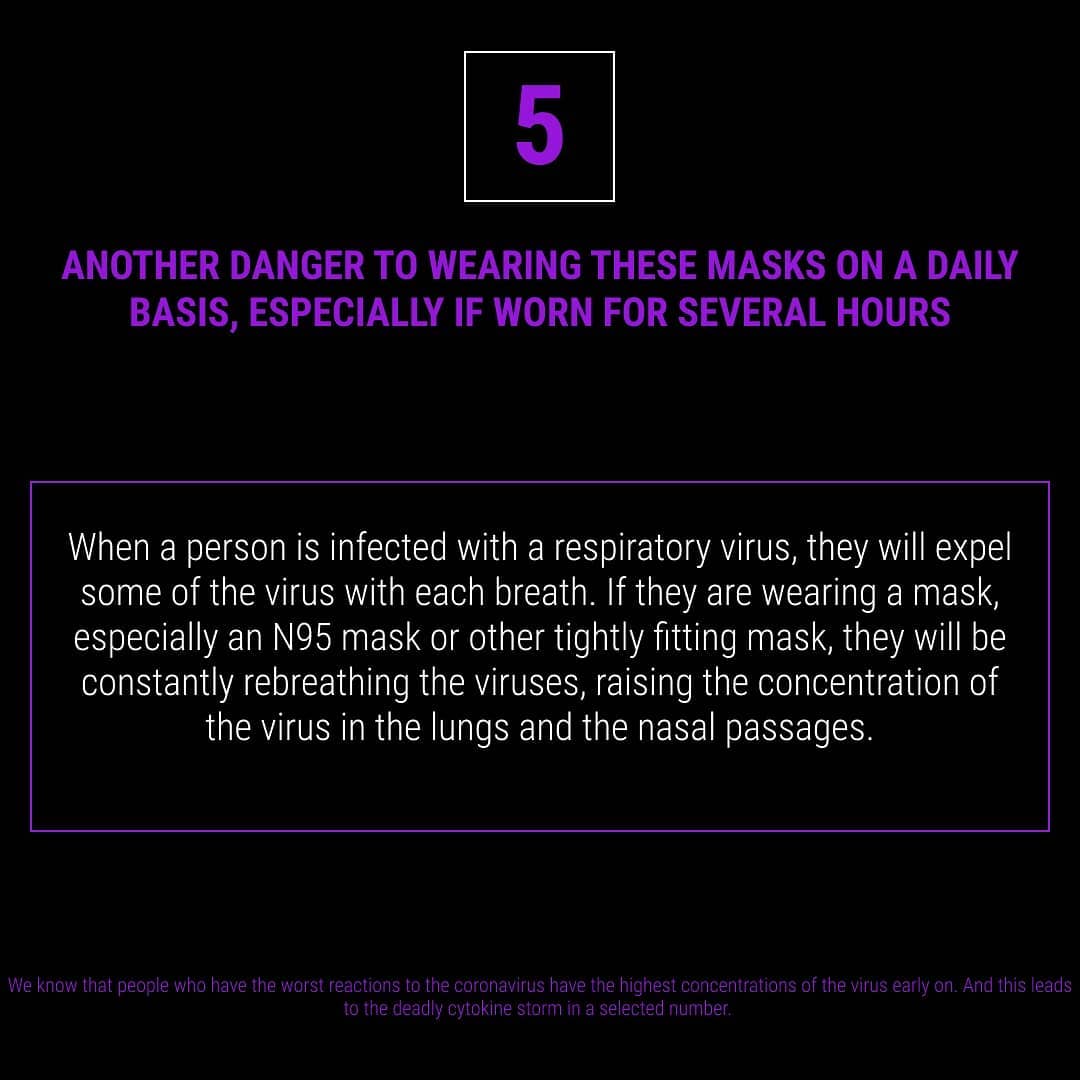 5
ANOTHER DANGER TO WEARING THESE MASKS ON A DAILY
BASIS, ESPECIALLY IF WORN FOR SEVERAL HOURS
When a person is infected with a respiratory virus, they will expel
some of the virus with each breath. If they are wearing a mask,
especially an N95 mask or other tightly fitting mask, they will be
constantly rebreathing the viruses, raising the concentration of
the virus in the lungs and the nasal passages.
We know that people who have the worst reactions to the coronavirus have the highest concentrations of the virus early on. And this leads
to the deadly cytokine storm in a selected number.